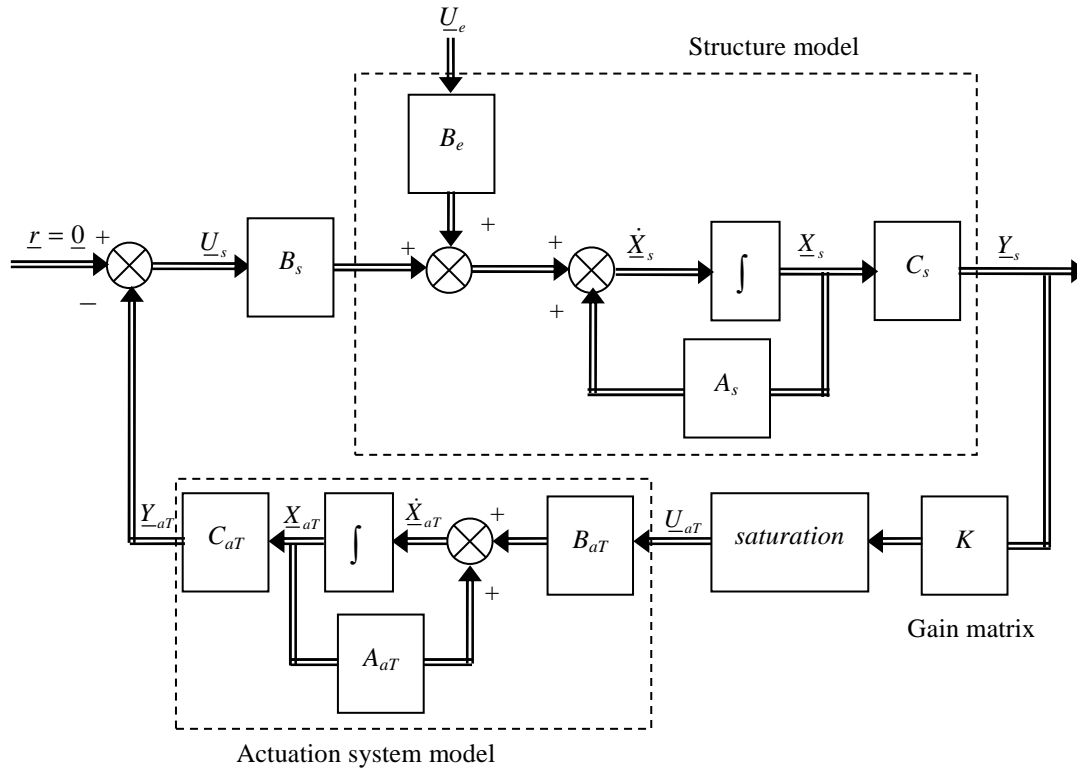 U_e
Structure model
B_e
+
r = 0 +
U_s
B_s
+
+
Ẋ_s
∫
X_s
C_s
Y_s
−
+
A_s
Y_aT
C_aT
X_aT
∫
Ẋ_aT
+
B_aT
U_aT
saturation
K
+
Gain matrix
A_aT
Actuation system model